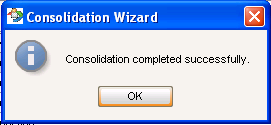 Consolidation Wizard
Consolidation completed successfully.
OK